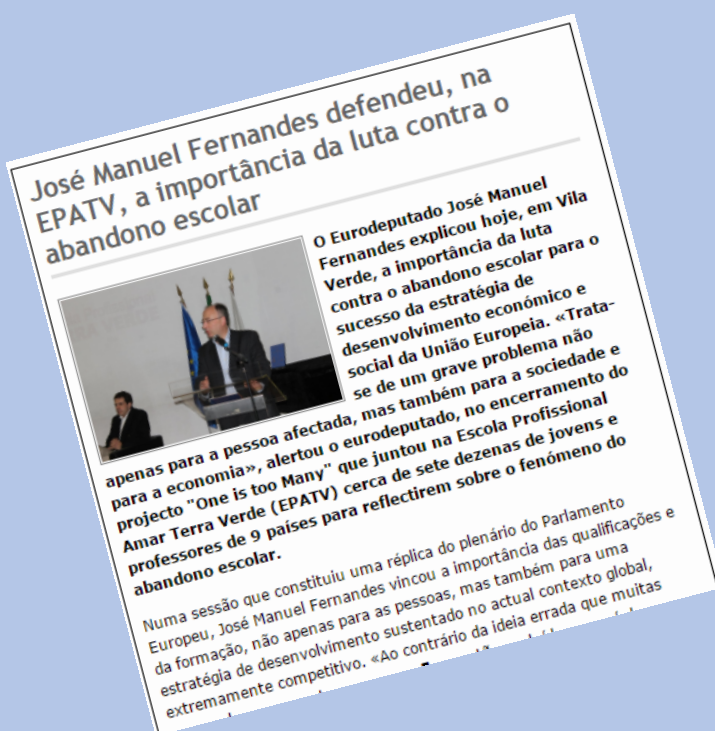 José Manuel Fernandes defendeu, na
EPATV, a importância da luta contra o
abandono escolar
O Eurodeputado José Manuel
Fernandes explicou hoje, em Vila
Verde, a importância da luta
contra o abandono escolar para o
sucesso da estratégia de
desenvolvimento económico e
social da União Europeia. «Trata-
se de um grave problema não
apenas para a pessoa afectada, mas também para a sociedade e
para a economia», alertou o eurodeputado, no encerramento do
projecto "One is too Many" que juntou na Escola Profissional
Amar Terra Verde (EPATV) cerca de sete dezenas de jovens e
professores de 9 países para reflectirem sobre o fenómeno do
abandono escolar.
Numa sessão que constituiu uma réplica do plenário do Parlamento
Europeu, José Manuel Fernandes vincou a importância das qualificações e
da formação, não apenas para as pessoas, mas também para uma
estratégia de desenvolvimento sustentado no actual contexto global,
extremamente competitivo. «Ao contrário da ideia errada que muitas